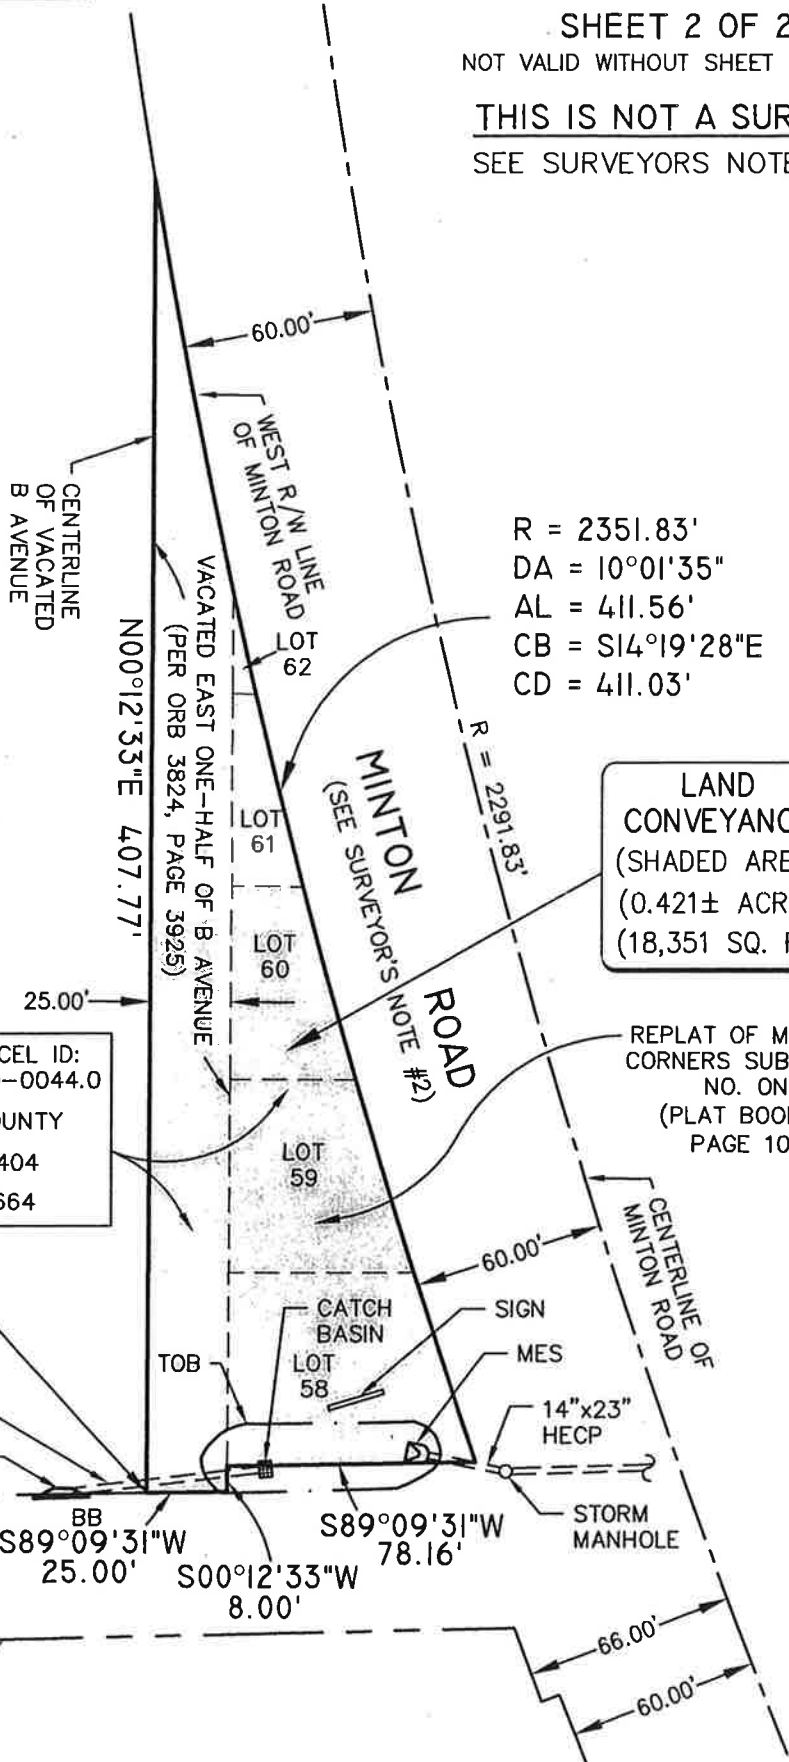 SHEET 2 OF 2
NOT VALID WITHOUT SHEET
THIS IS NOT A SUR
SEE SURVEYORS NOTE
60.00'
WEST R/W LINE
OF MINTON ROAD
CENTERLINE
OF VACATED
B AVENUE
R = 2351.83'
DA = 10°01'35"
AL = 411.56'
CB = S14°19'28"E
CD = 411.03'
VACATED EAST ONE-HALF OF B AVENUE
(PER ORB 3824, PAGE 3925)
N00°12'33"E 407.77'
LOT
62
R = 2291.83'
MINTON ROAD
(SEE SURVEYOR'S NOTE #2)
LAND
CONVEYANC
(SHADED ARE
(0.421± ACR
(18,351 SQ. F
LOT
61
LOT
60
25.00'
CEL ID:
-0044.0
OUNTY
404
664
REPLAT OF M
CORNERS SUB
NO. ON
(PLAT BOO
PAGE 10
LOT
59
CENTERLINE OF
MINTON ROAD
60.00'
CATCH
BASIN
SIGN
TOB
LOT
58
MES
14"x23"
HECP
STORM
MANHOLE
BB
S89°09'31"W
25.00'
S00°12'33"W
8.00'
S89°09'31"W
78.16'
66.00'
60.00'